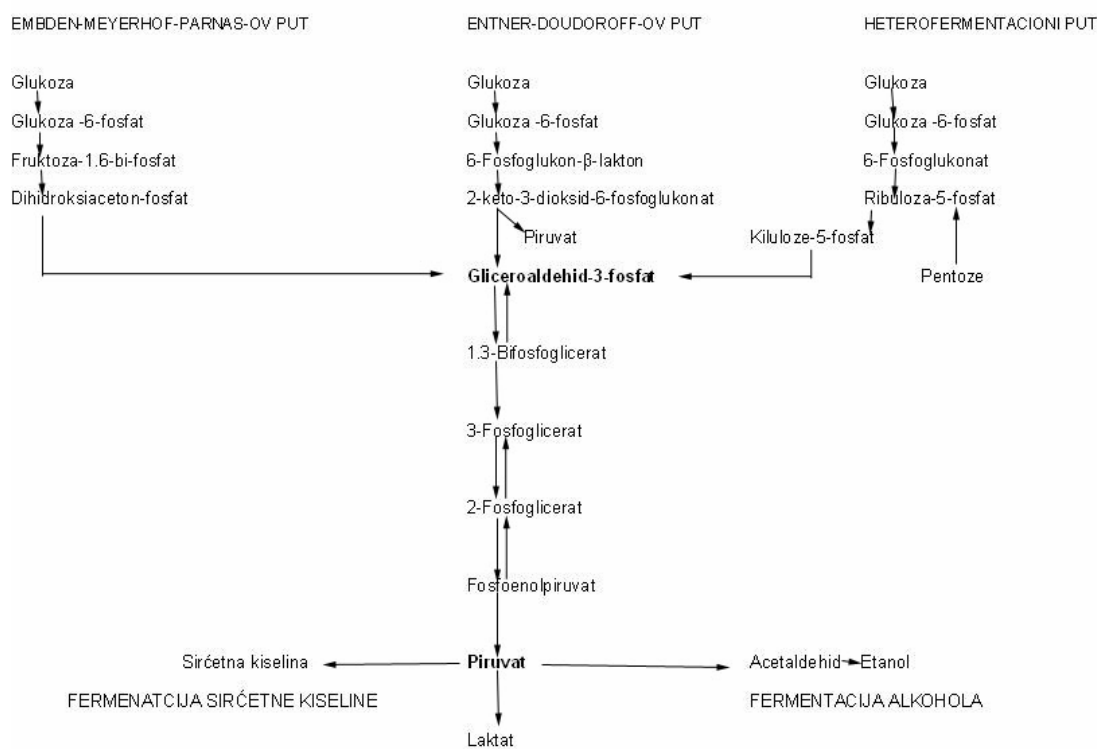 EMBDEN-MEYERHOF-PARNAS-OV PUT
ENTNER-DOUDOROFF-OV PUT
HETEROFERMENTACIONI PUT
Glukoza
Glukoza
Glukoza
Glukoza -6-fosfat
Glukoza -6-fosfat
Glukoza -6-fosfat
Fruktoza-1.6-bi-fosfat
6-Fosfoglukon-β-lakton
6-Fosfoglukonat
Dihidroksiaceton-fosfat
2-keto-3-dioksid-6-fosfoglukonat
Ribuloza-5-fosfat
Piruvat
Kiluloze-5-fosfat
Gliceroaldehid-3-fosfat
Pentoze
1.3-Bifosfoglicerat
3-Fosfoglicerat
2-Fosfoglicerat
Fosfoenolpiruvat
Sirćetna kiselina
Piruvat
Acetaldehid
Etanol
FERMENATCIJA SIRĆETNE KISELINE
FERMENTACIJA ALKOHOLA
Laktat